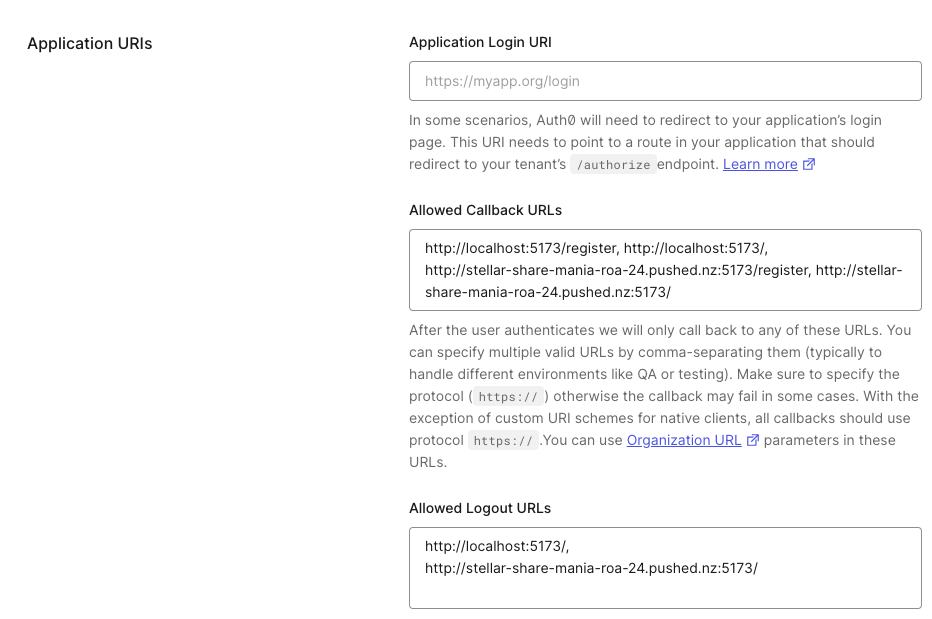 Application URIs
Application Login URI
https://myapp.org/login
In some scenarios, Auth0 will need to redirect to your application’s login
page. This URI needs to point to a route in your application that should
redirect to your tenant’s /authorize endpoint. Learn more
Allowed Callback URLs
http://localhost:5173/register, http://localhost:5173/,
http://stellar-share-mania-roa-24.pushed.nz:5173/register, http://stellar-
share-mania-roa-24.pushed.nz:5173/
After the user authenticates we will only call back to any of these URLs. You
can specify multiple valid URLs by comma-separating them (typically to
handle different environments like QA or testing). Make sure to specify the
protocol ( https:// ) otherwise the callback may fail in some cases. With the
exception of custom URI schemes for native clients, all callbacks should use
protocol https:// .You can use Organization URL parameters in these
URLs.
Allowed Logout URLs
http://localhost:5173/,
http://stellar-share-mania-roa-24.pushed.nz:5173/